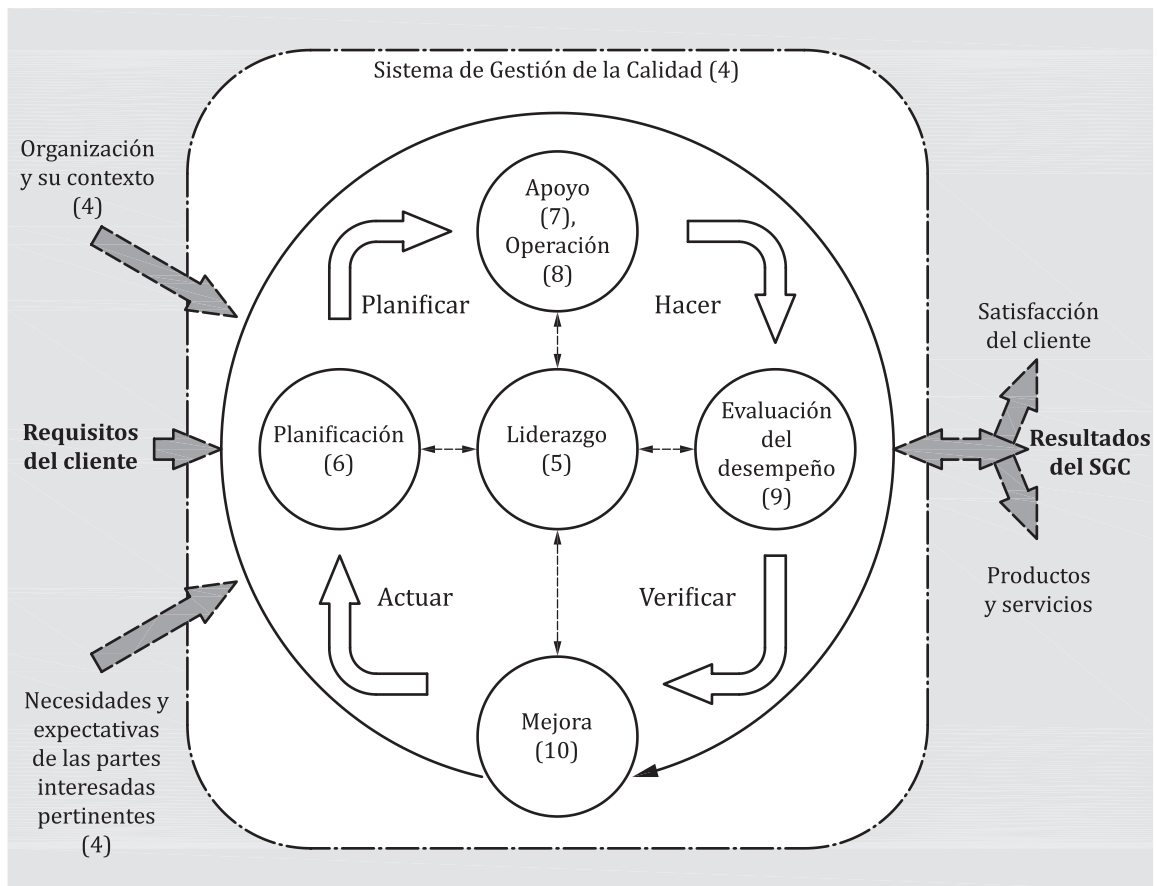 Sistema de Gestión de la Calidad (4)
Organización
y su contexto
(4)
Apoyo
(7),
Operación
(8)
Planificar
Hacer
Satisfacción
del cliente
Requisitos
del cliente
Planificación
(6)
Liderazgo
(5)
Evaluación
del
desempeño
(9)
Resultados
del SGC
Actuar
Verificar
Productos
y servicios
Necesidades y
expectativas
de las partes
interesadas
pertinentes
(4)
Mejora
(10)